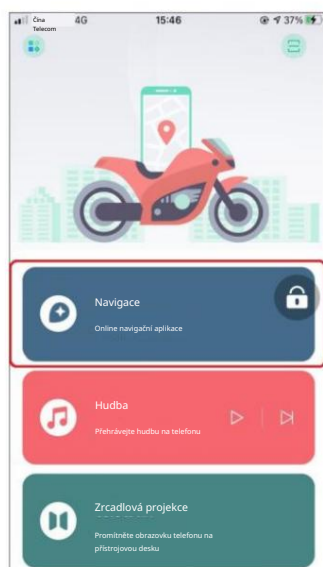 Čína 4G 15:46 37%
Telecom
Navigace
Online navigační aplikace
Hudba
Přehrávejte hudbu na telefonu
Zrcadlová projekce
Promítněte obrazovku telefonu na
přístrojovou desku